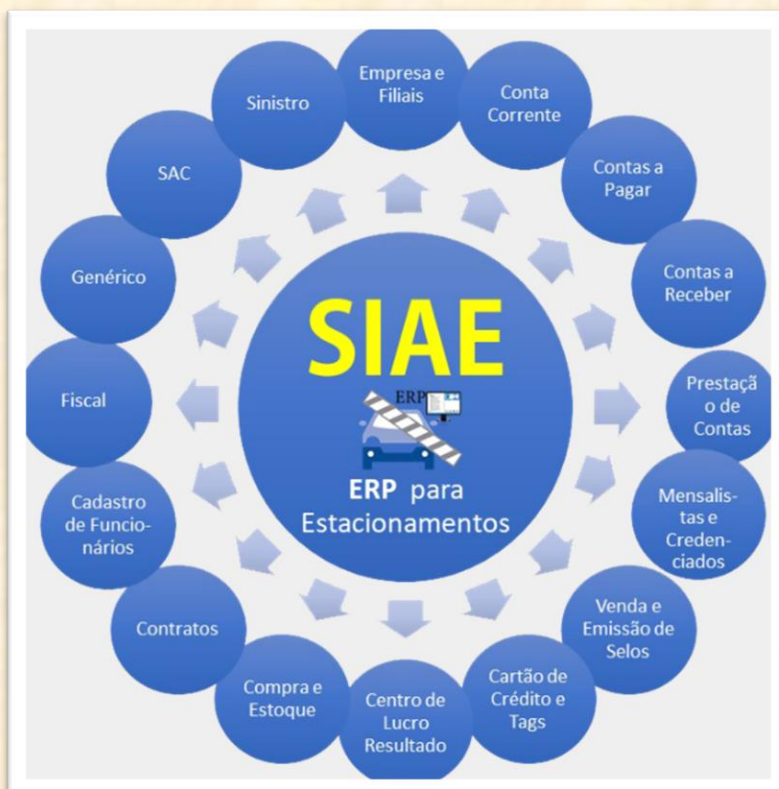 SIAE
ERP
ERP para
Estacionamentos
Empresa e
Filiais
Conta
Corrente
Contas a
Pagar
Contas a
Receber
Prestaçã
o de
Contas
Mensalis-
tas e
Creden-
ciados
Venda e
Emissão de
Selos
Cartão de
Crédito e
Tags
Centro de
Lucro
Resultado
Compra e
Estoque
Contratos
Cadastro
de Funcio-
nários
Fiscal
Genérico
SAC
Sinistro